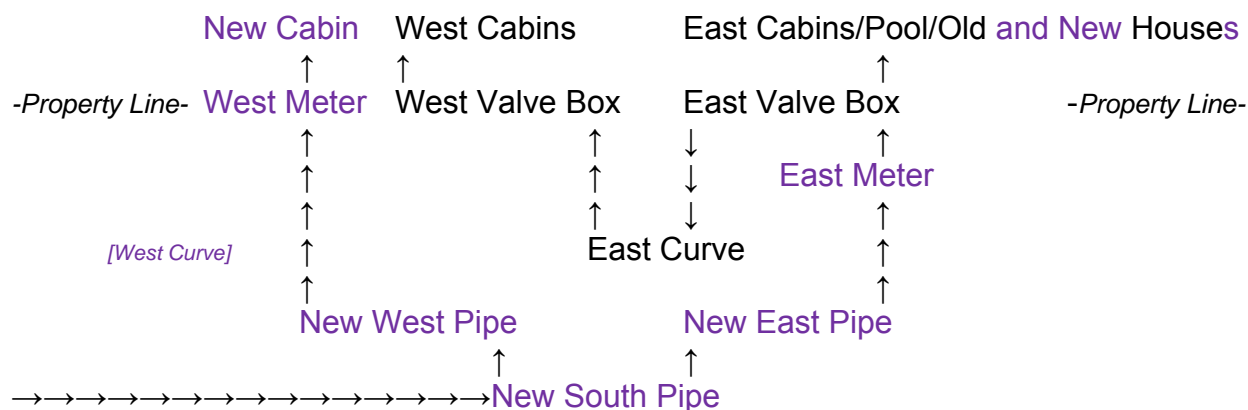 New Cabin West Cabins East Cabins/Pool/Old and New Houses
↑ ↑ ↑
-Property Line- West Meter West Valve Box East Valve Box -Property Line-
↑ ↑ ↓ ↑
↑ ↑ ↓ East Meter
↑ ↑ ↓ ↑
[West Curve] ↑ East Curve ↑
↑ ↑
New West Pipe New East Pipe
↑ ↑
→→→→→→→→→→→→→→→New South Pipe